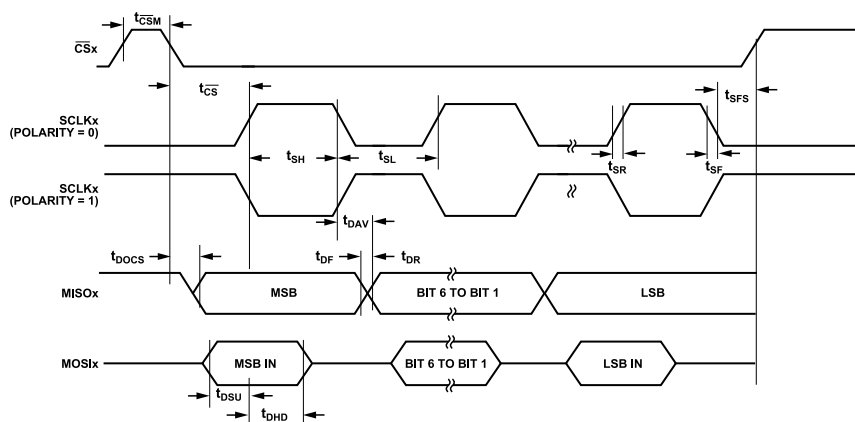 tCSM
CSx
tCS
tSFS
SCLKx
(POLARITY = 0)
tSH
tSL
tSR
tSF
SCLKx
(POLARITY = 1)
tDAV
tDOCS
tDF
tDR
MISOx
MSB
BIT 6 TO BIT 1
LSB
MOSIx
MSB IN
BIT 6 TO BIT 1
LSB IN
tDSU
tDHD